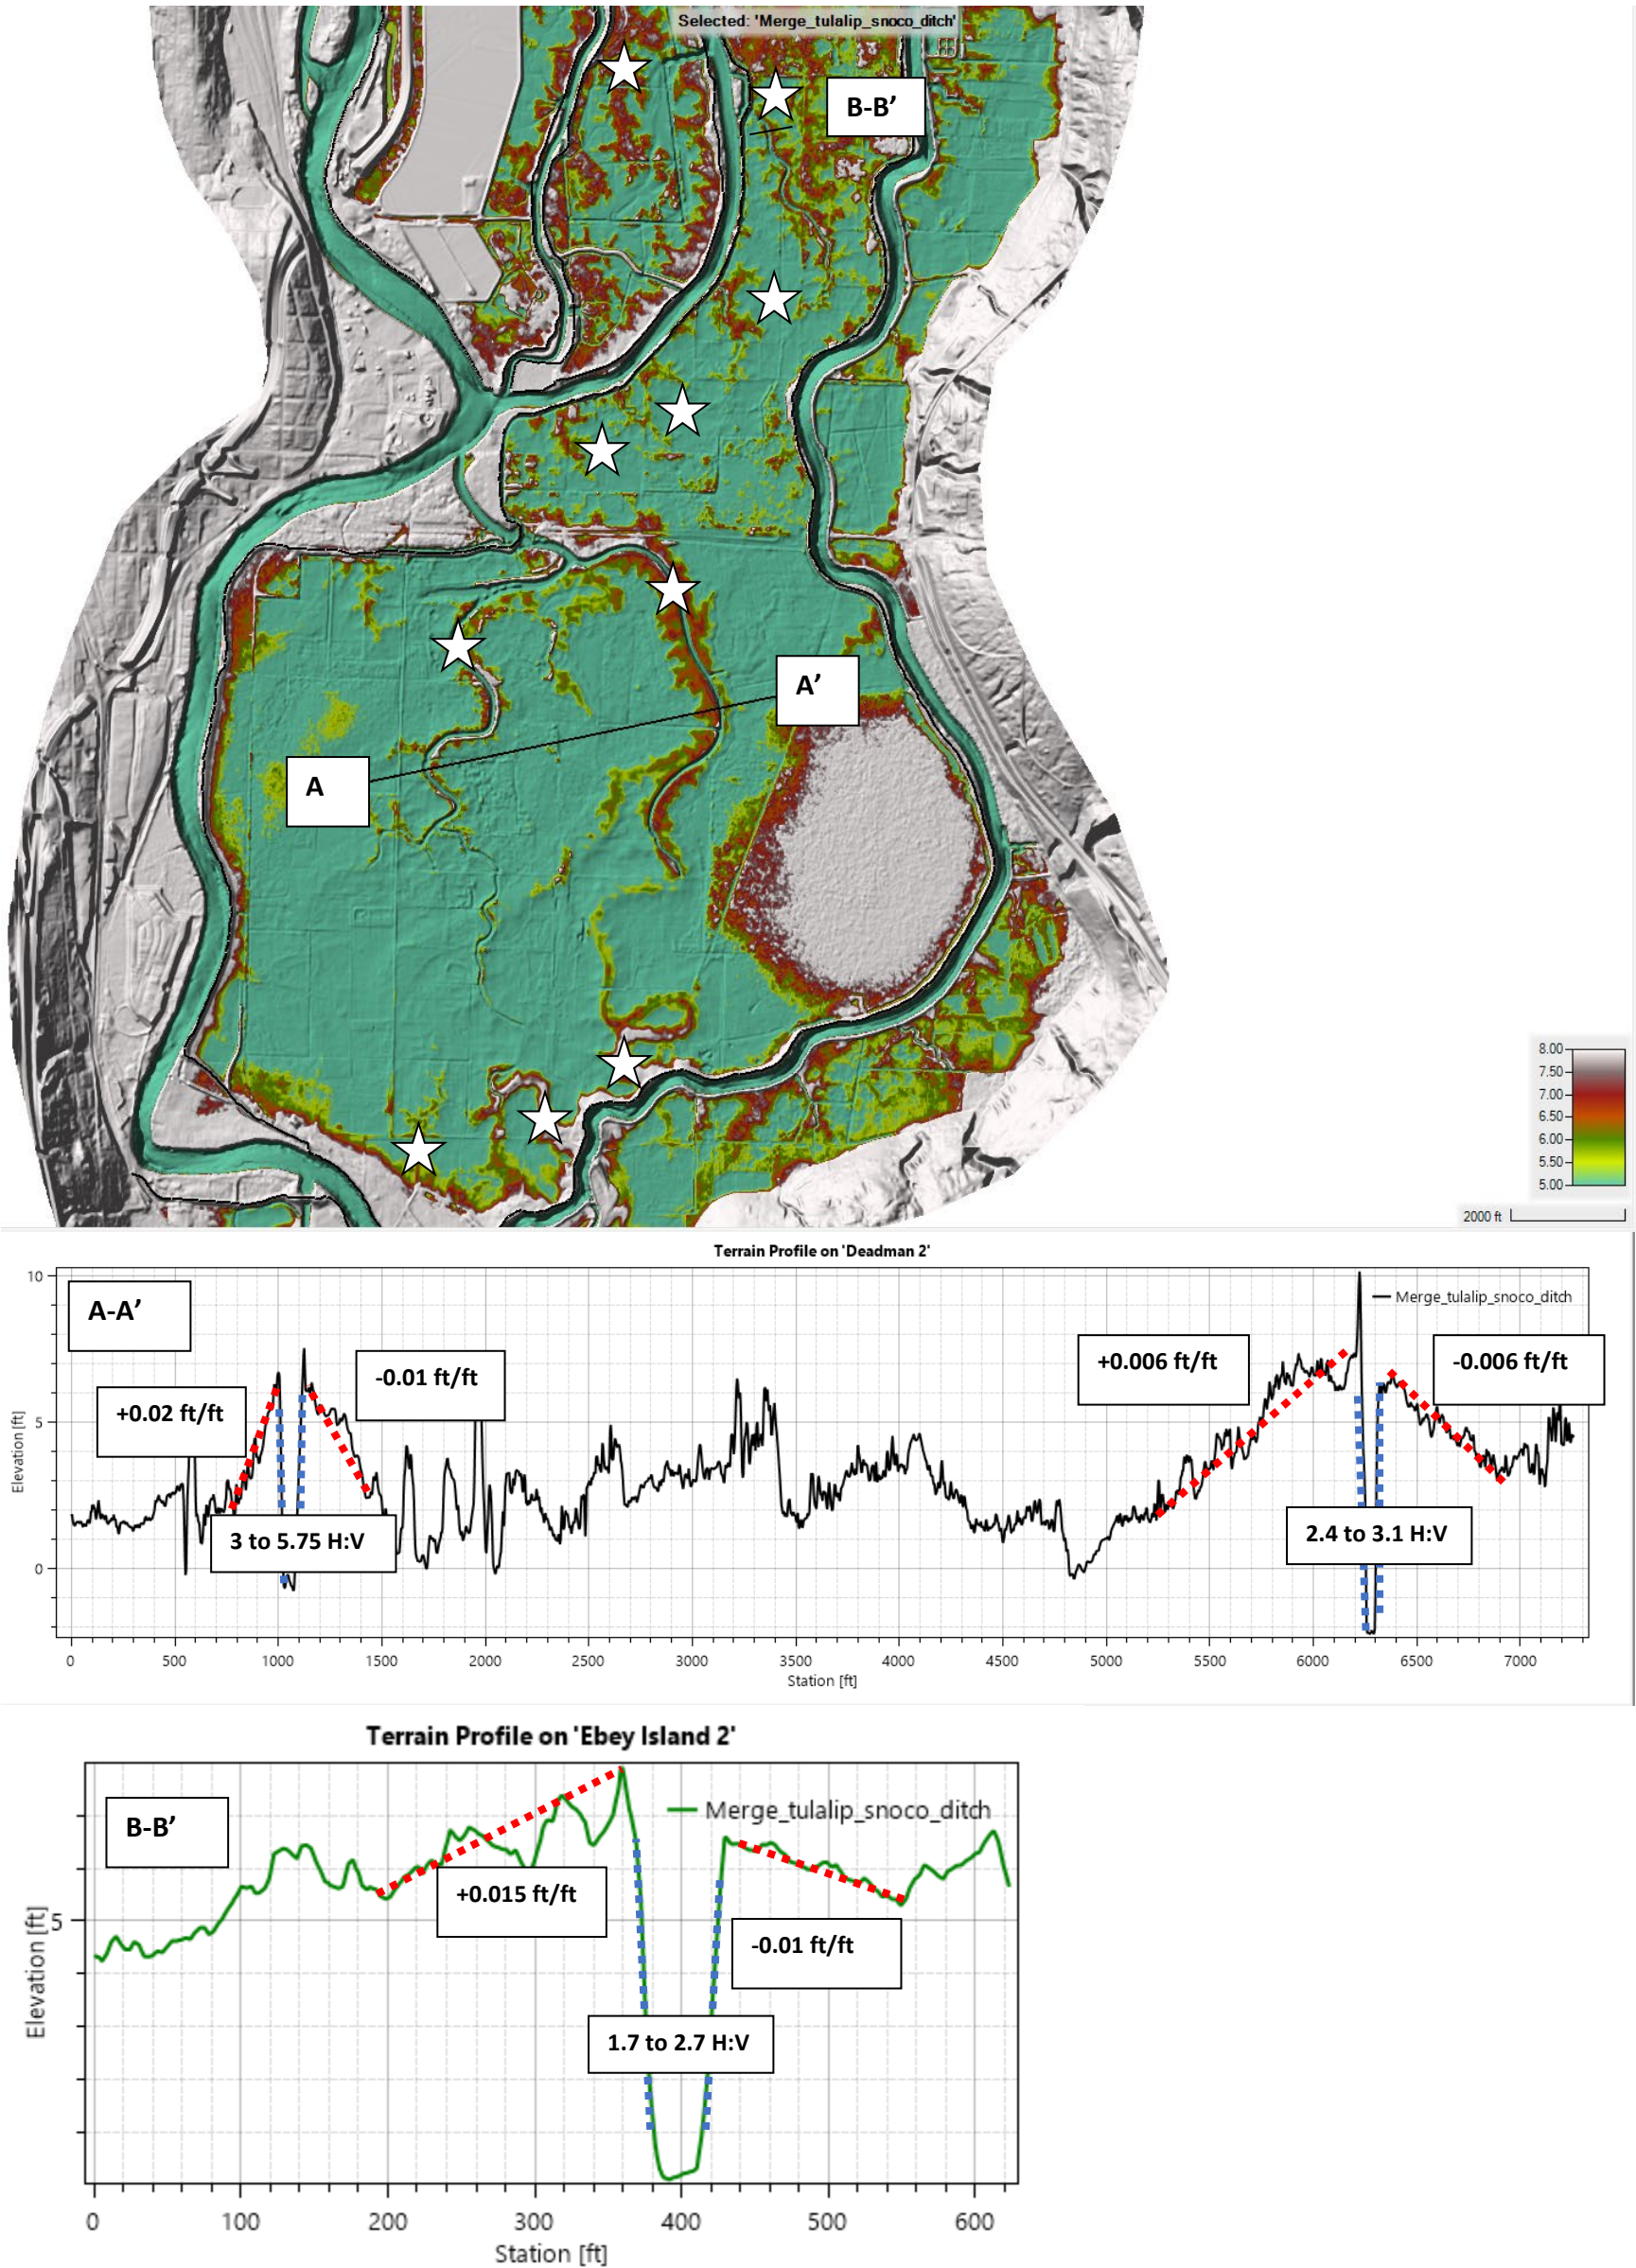 Selected: 'Merge_tulalip_snoco_ditch'
B-B’
A’
A
8.00
7.50
7.00
6.50
6.00
5.50
5.00
2000 ft
Terrain Profile on 'Deadman 2'
A-A’
Merge_tulalip_snoco_ditch
+0.02 ft/ft
-0.01 ft/ft
+0.006 ft/ft
-0.006 ft/ft
3 to 5.75 H:V
2.4 to 3.1 H:V
10
5
0
Elevation [ft]
0 500 1000 1500 2000 2500 3000 3500 4000 4500 5000 5500 6000 6500 7000
Station [ft]
Terrain Profile on 'Ebey Island 2'
B-B’
Merge_tulalip_snoco_ditch
+0.015 ft/ft
-0.01 ft/ft
1.7 to 2.7 H:V
5
Elevation [ft]
0 100 200 300 400 500 600
Station [ft]